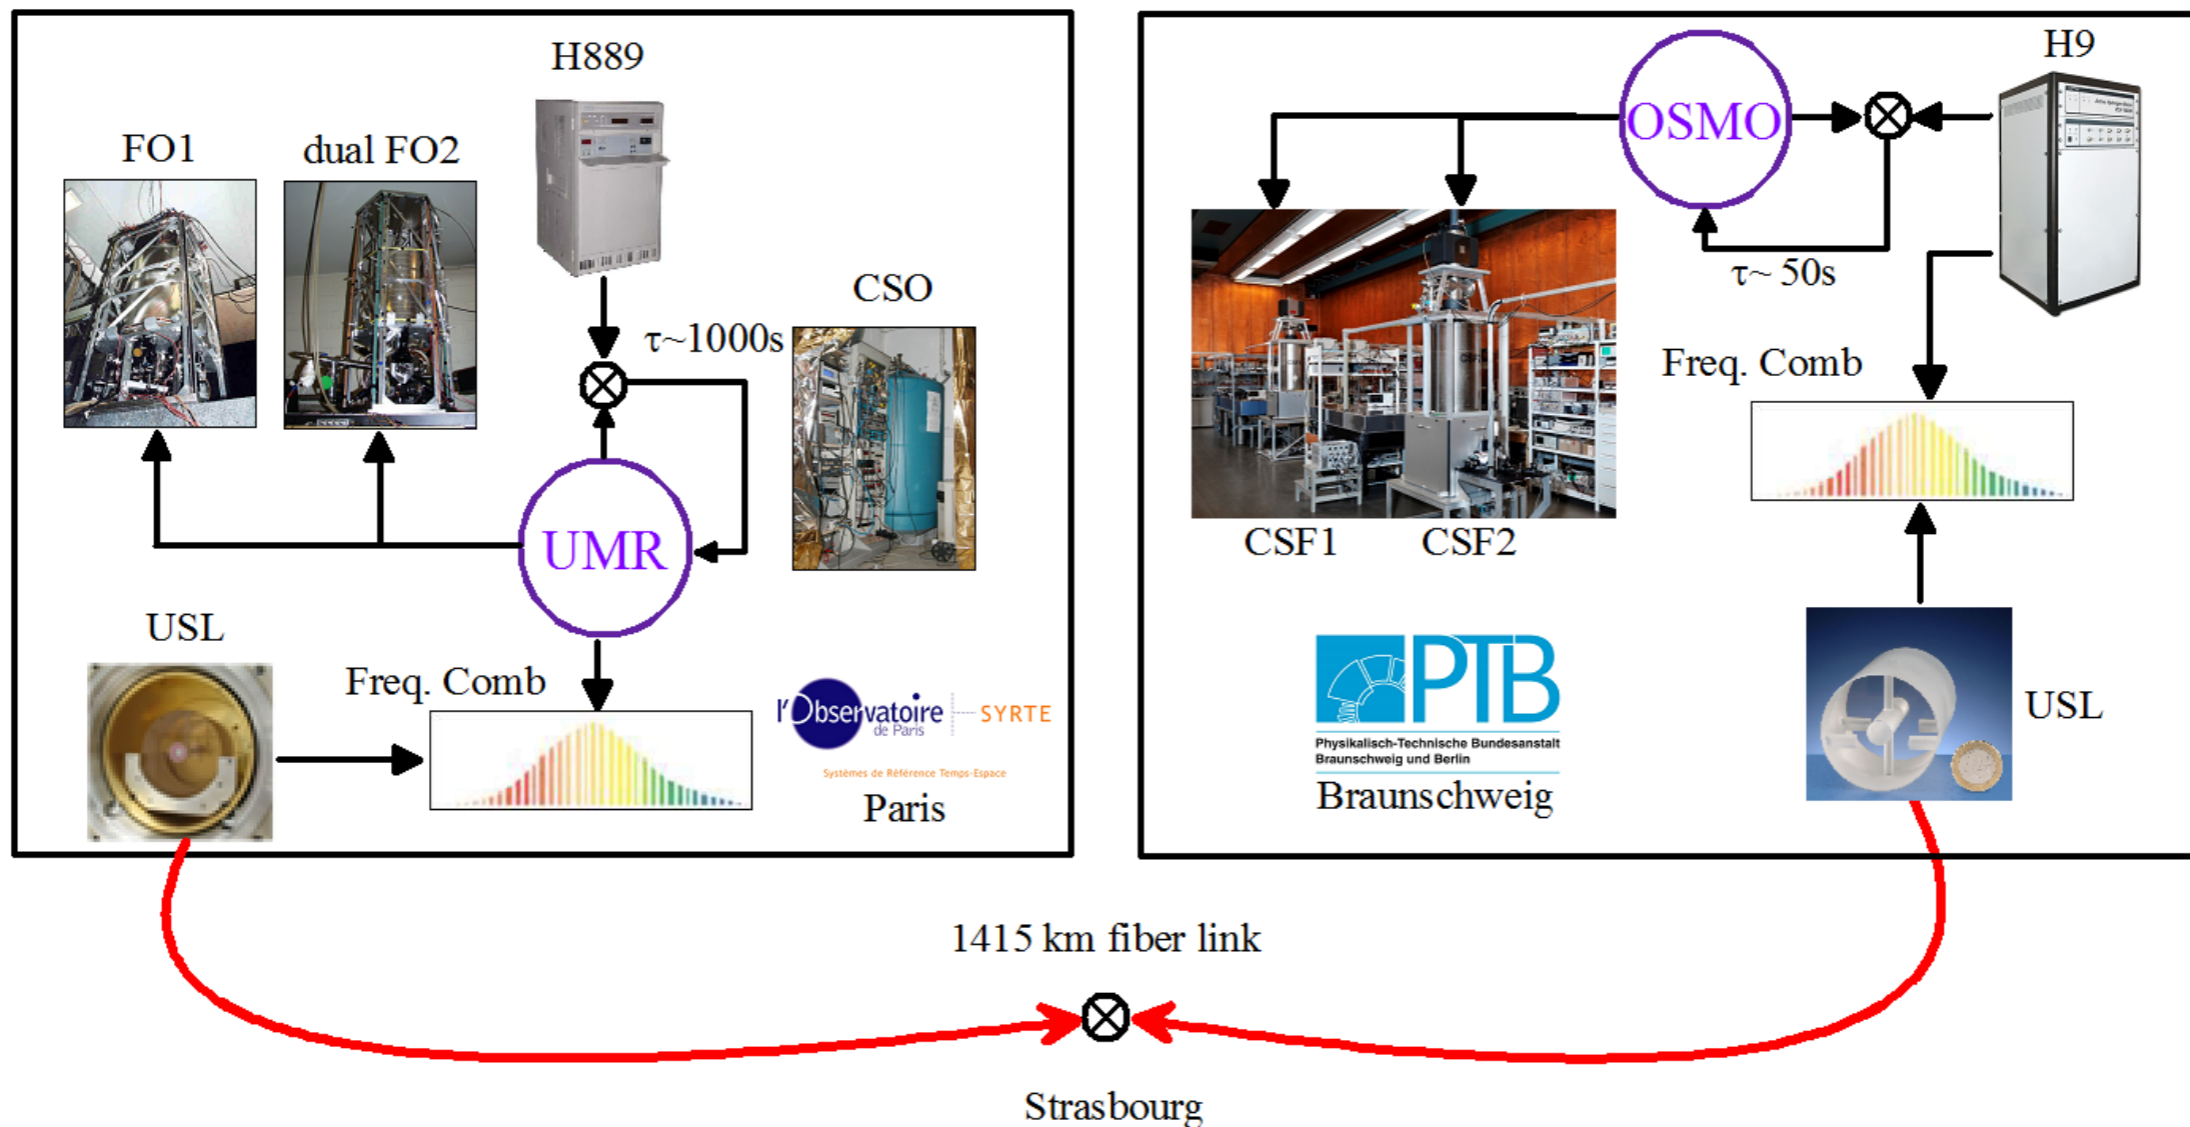 H889
FO1
dual FO2
CSO
τ~1000s
UMR
USL
Freq. Comb
l'Observatoire
de Paris
SYRTE
Systèmes de Référence Temps-Espace
Paris
OSMO
H9
τ~ 50s
Freq. Comb
CSF1
CSF2
PTB
Physikalisch-Technische Bundesanstalt
Braunschweig und Berlin
Braunschweig
USL
1415 km fiber link
Strasbourg